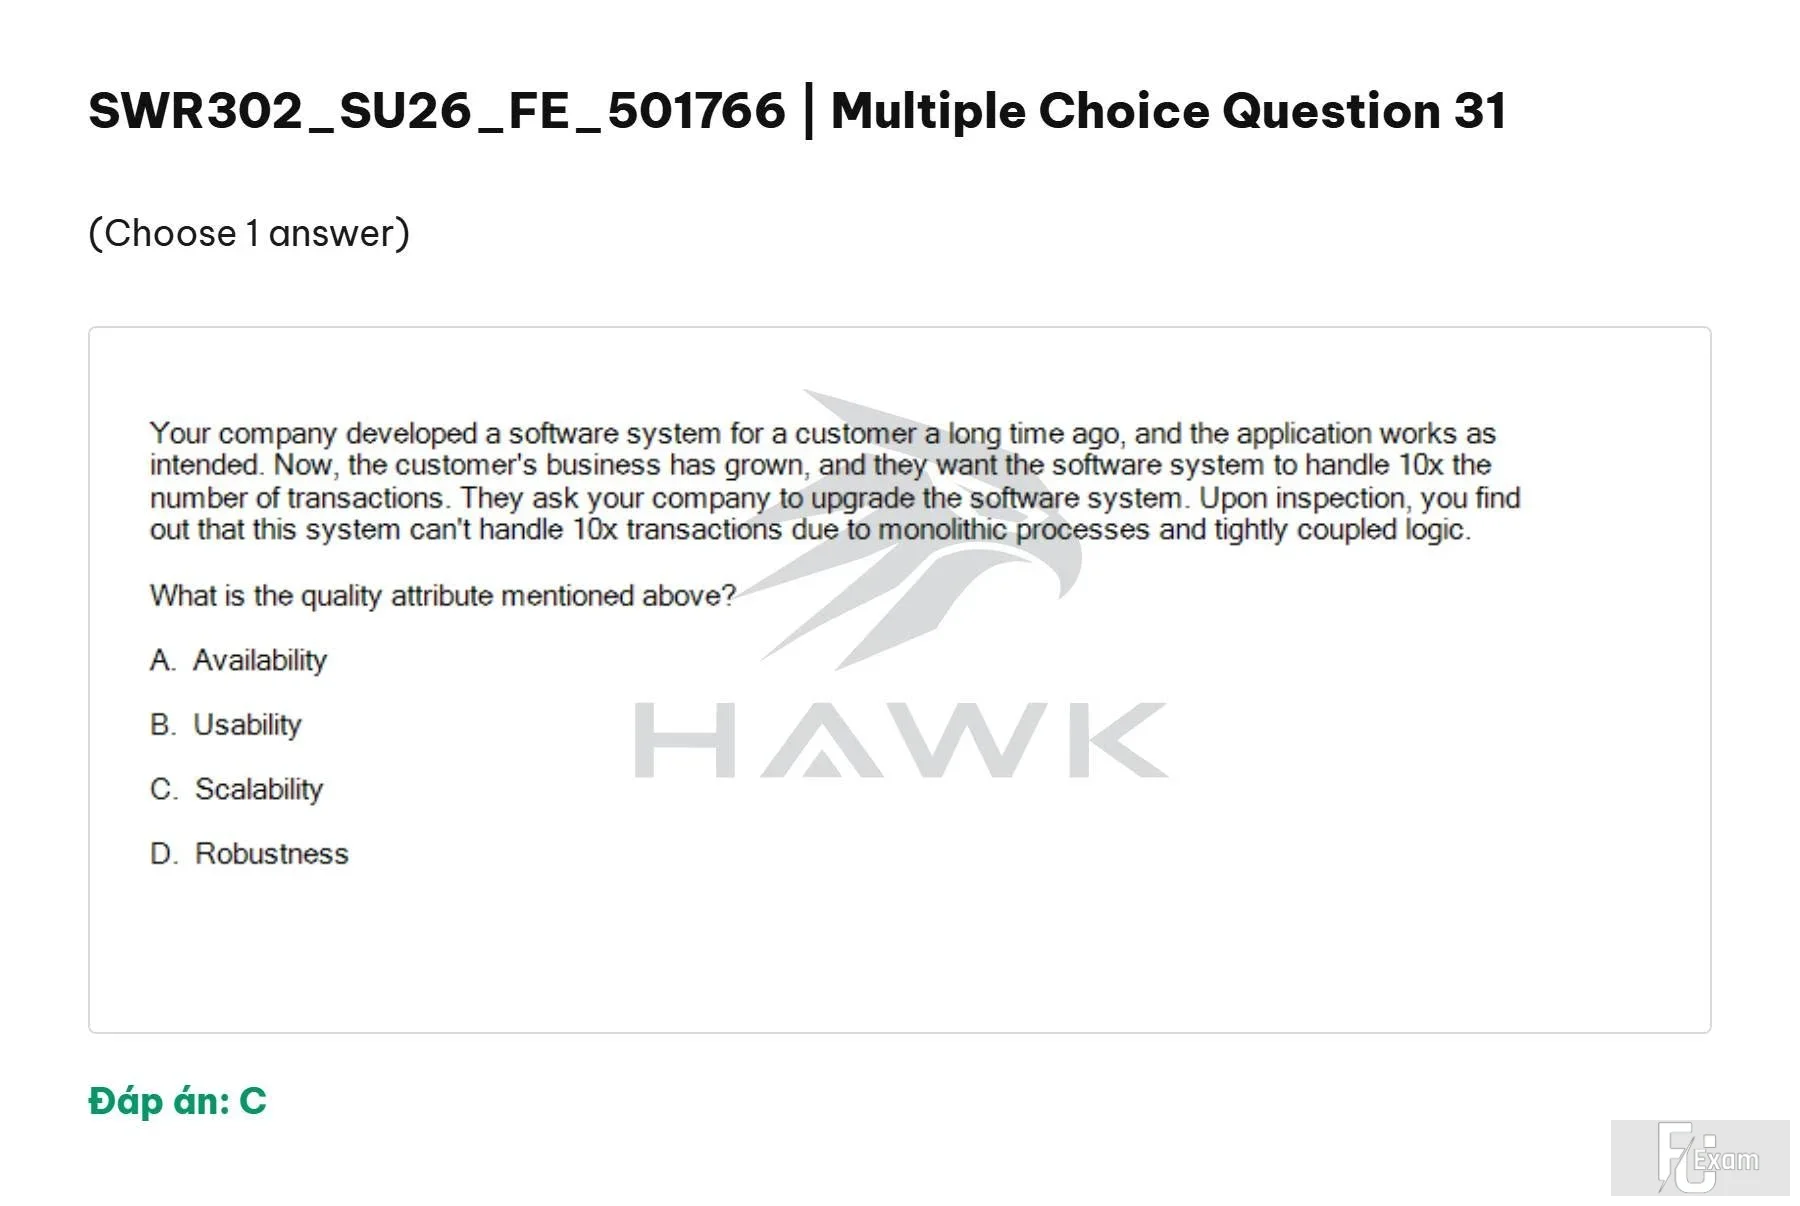 SWR302_SU26_FE_501766 | Multiple Choice Question 31
(Choose 1 answer)
Your company developed a software system for a customer a long time ago, and the application works as
intended. Now, the customer's business has grown, and they want the software system to handle 10x the
number of transactions. They ask your company to upgrade the software system. Upon inspection, you find
out that this system can't handle 10x transactions due to monolithic processes and tightly coupled logic.
What is the quality attribute mentioned above?
A. Availability
B. Usability
C. Scalability
D. Robustness
HAWK
Đáp án: C
FU Exam